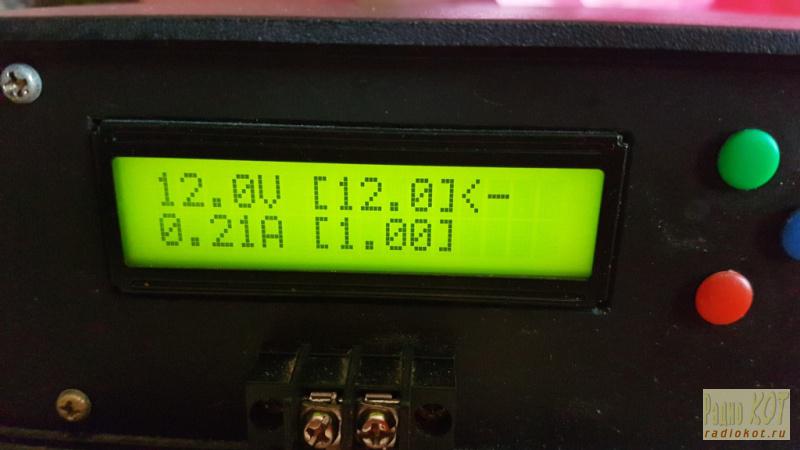 12.0V [12.0]<-
0.21A [1.00]
Радио КОТ
radiokot.ru